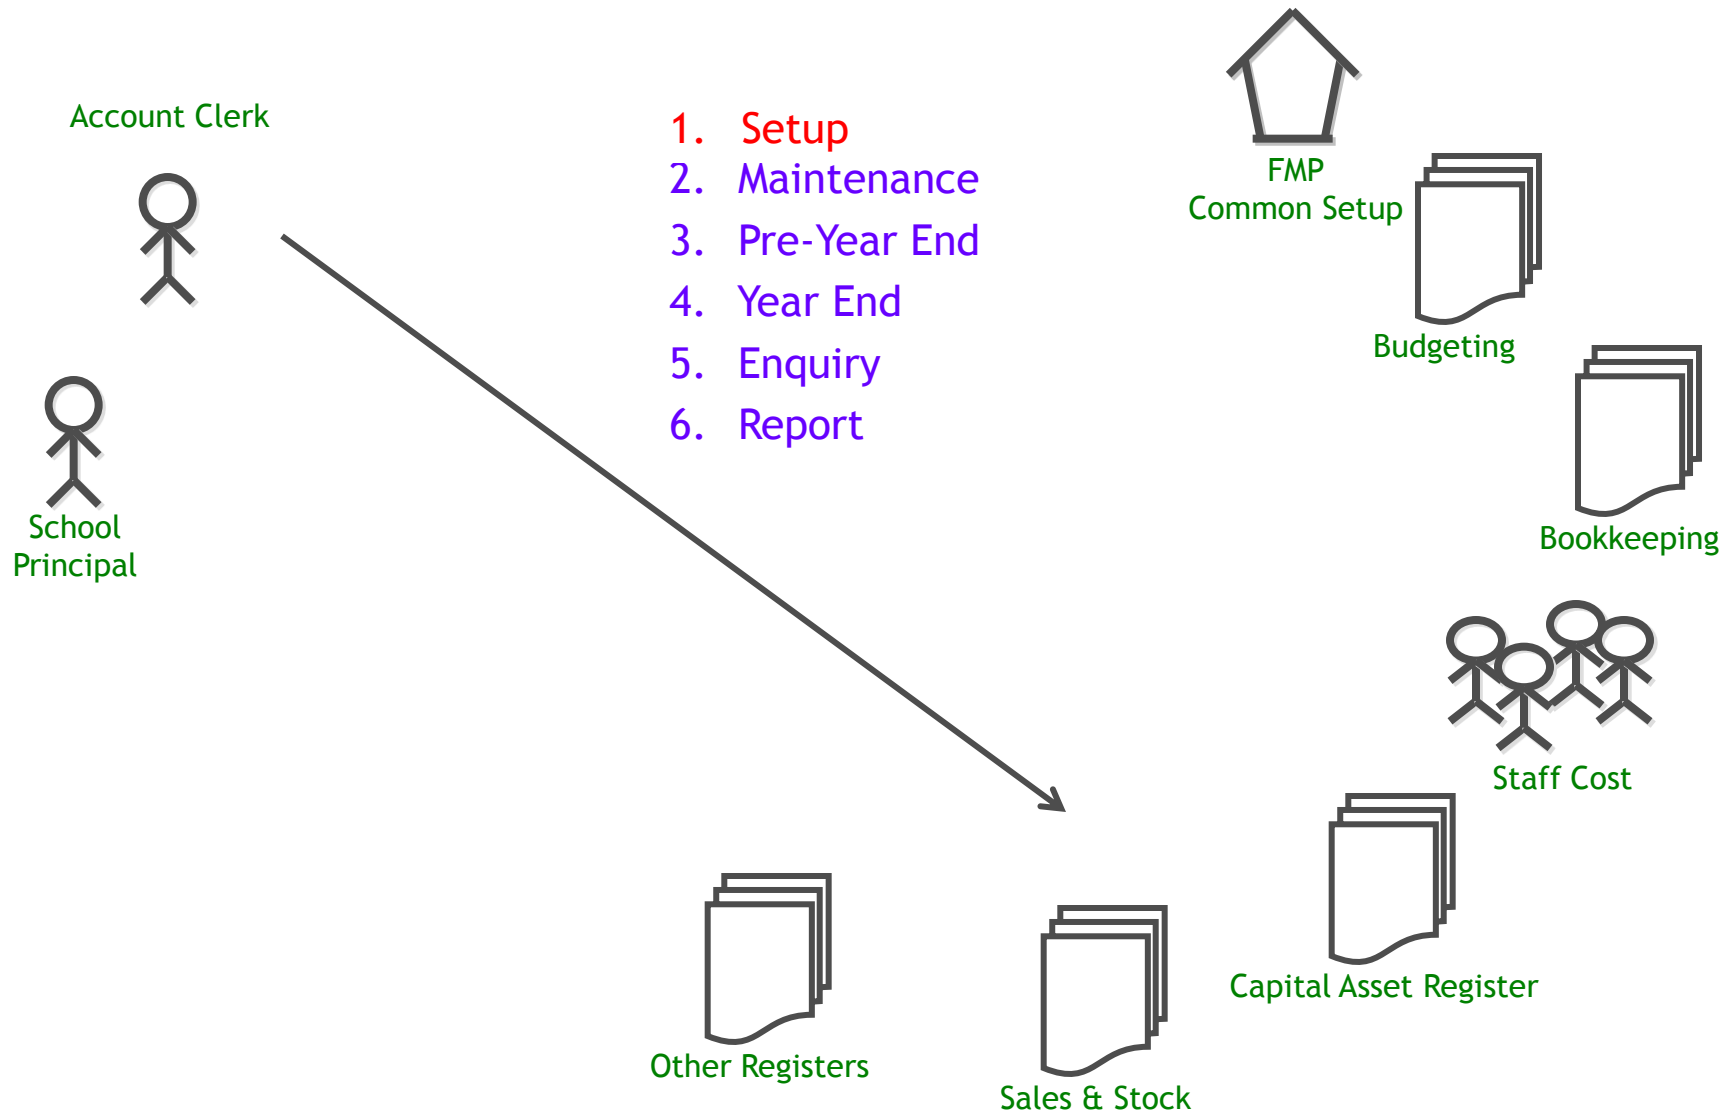 Account Clerk
School
Principal
1. Setup
2. Maintenance
3. Pre-Year End
4. Year End
5. Enquiry
6. Report
FMP
Common Setup
Budgeting
Bookkeeping
Staff Cost
Capital Asset Register
Sales & Stock
Other Registers